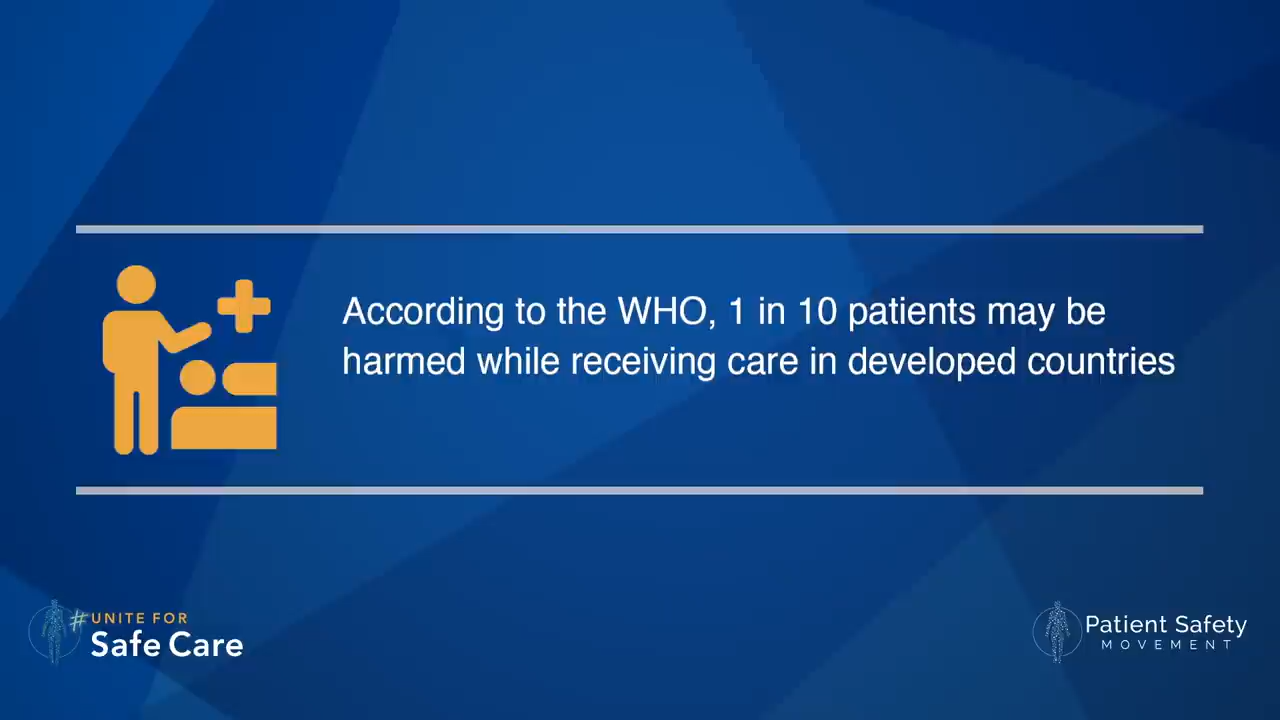 According to the WHO, 1 in 10 patients may be
harmed while receiving care in developed countries
#UNITE FOR
Safe Care
Patient Safety
MOVEMENT